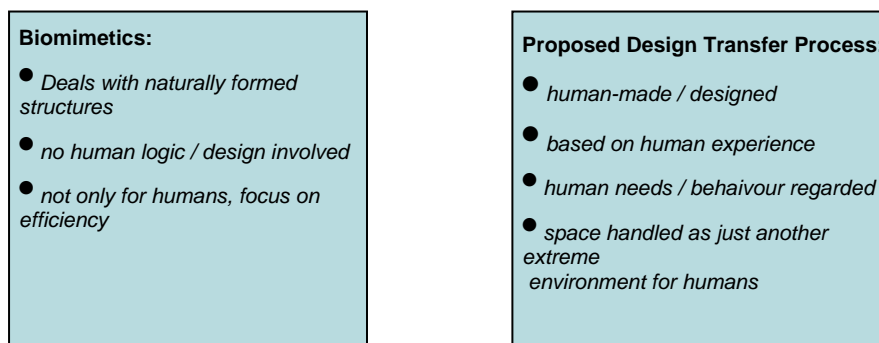 Biomimetics:
● Deals with naturally formed
structures
● no human logic / design involved
● not only for humans, focus on
efficiency
Proposed Design Transfer Process:
● human-made / designed
● based on human experience
● human needs / behaivour regarded
● space handled as just another
extreme
environment for humans